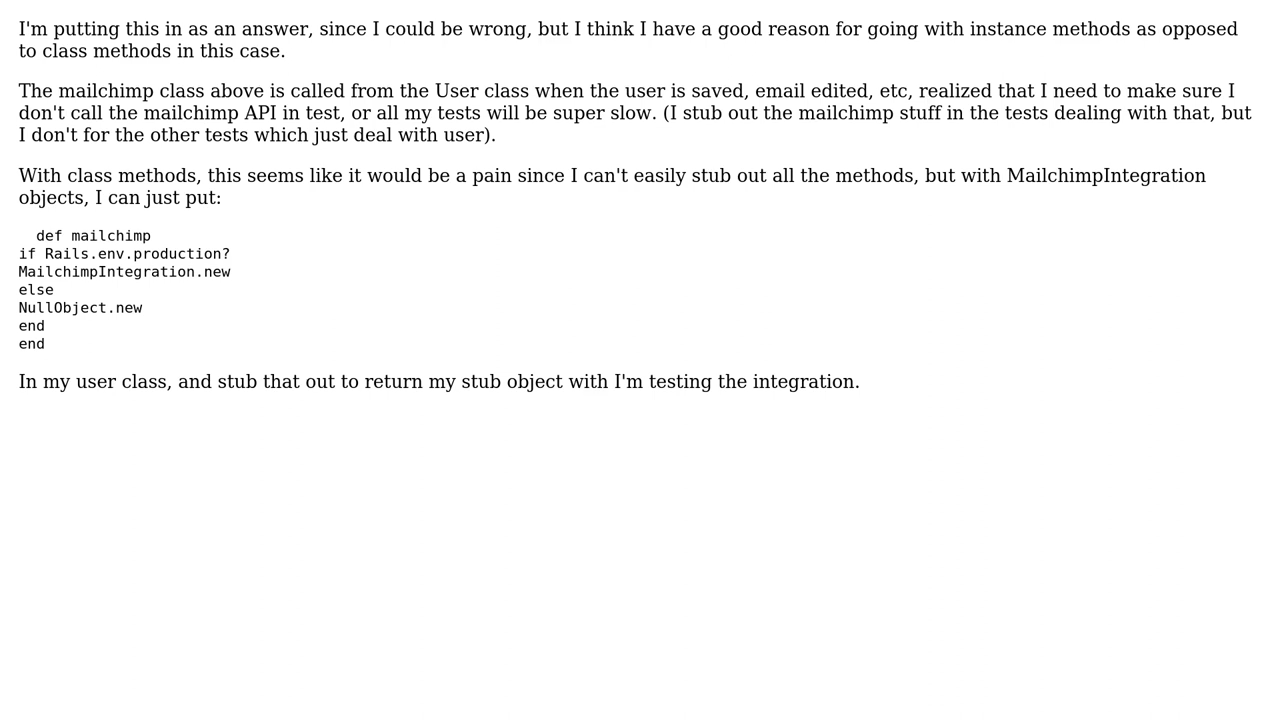 I'm putting this in as an answer, since I could be wrong, but I think I have a good reason for going with instance methods as opposed
to class methods in this case.
The mailchimp class above is called from the User class when the user is saved, email edited, etc, realized that I need to make sure I
don't call the mailchimp API in test, or all my tests will be super slow. (I stub out the mailchimp stuff in the tests dealing with that, but
I don't for the other tests which just deal with user).
With class methods, this seems like it would be a pain since I can't easily stub out all the methods, but with MailchimpIntegration
objects, I can just put:
def mailchimp
if Rails.env.production?
MailchimpIntegration.new
else
NullObject.new
end
end
In my user class, and stub that out to return my stub object with I'm testing the integration.